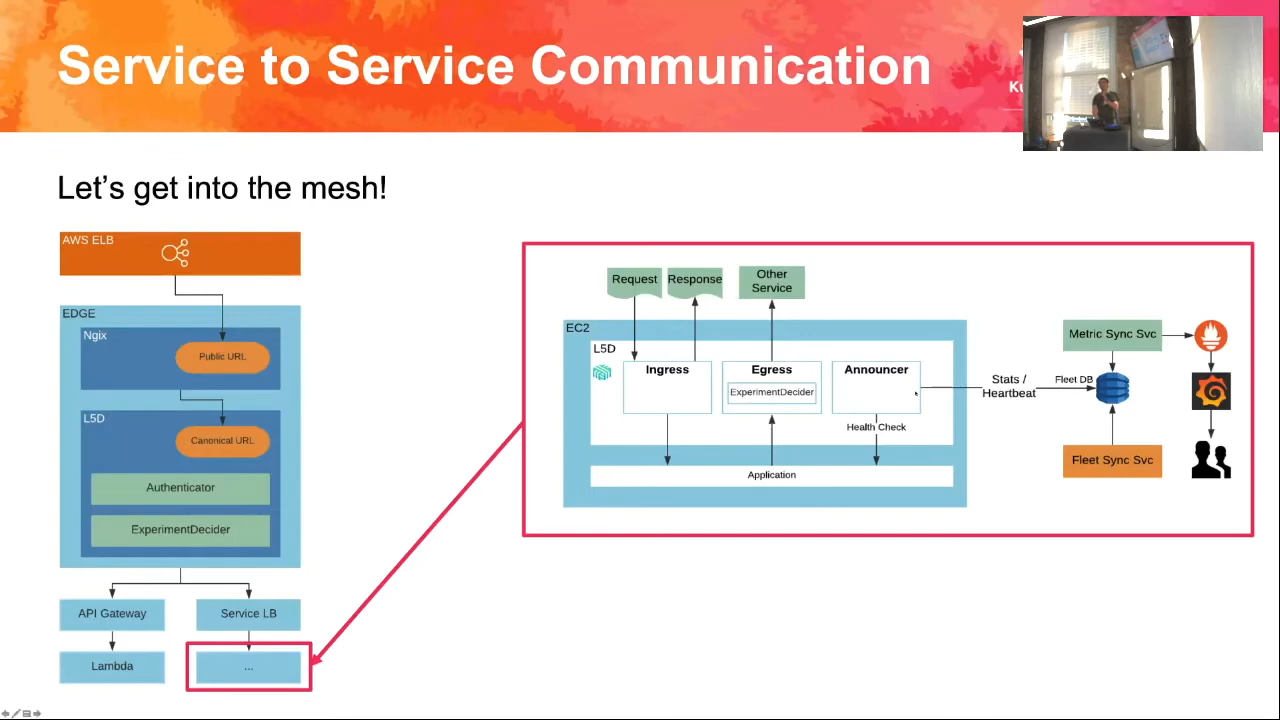 Service to Service Communication
Ku
Let's get into the mesh!
AWS ELB
EDGE
Ngix
Public URL
L5D
Canonical URL
Authenticator
ExperimentDecider
API Gateway
Service LB
Lambda
...
Request
Response
Other
Service
EC2
L5D
Ingress
Egress
Announcer
ExperimentDecider
Health Check
Application
Stats /
Heartbeat
Fleet DB
Metric Sync Svc
Fleet Sync Svc